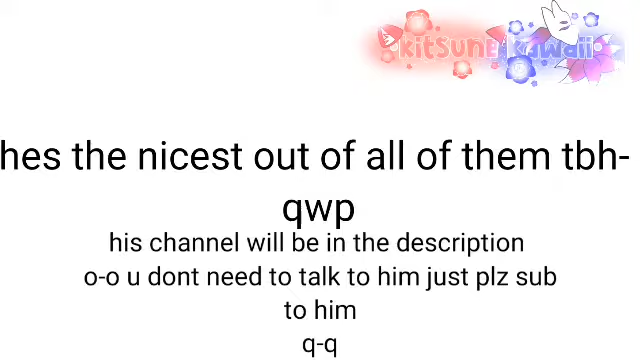 kitsune kawaii
hes the nicest out of all of them tbh-
qwp
his channel will be in the description
o-o u dont need to talk to him just plz sub
to him
q-q